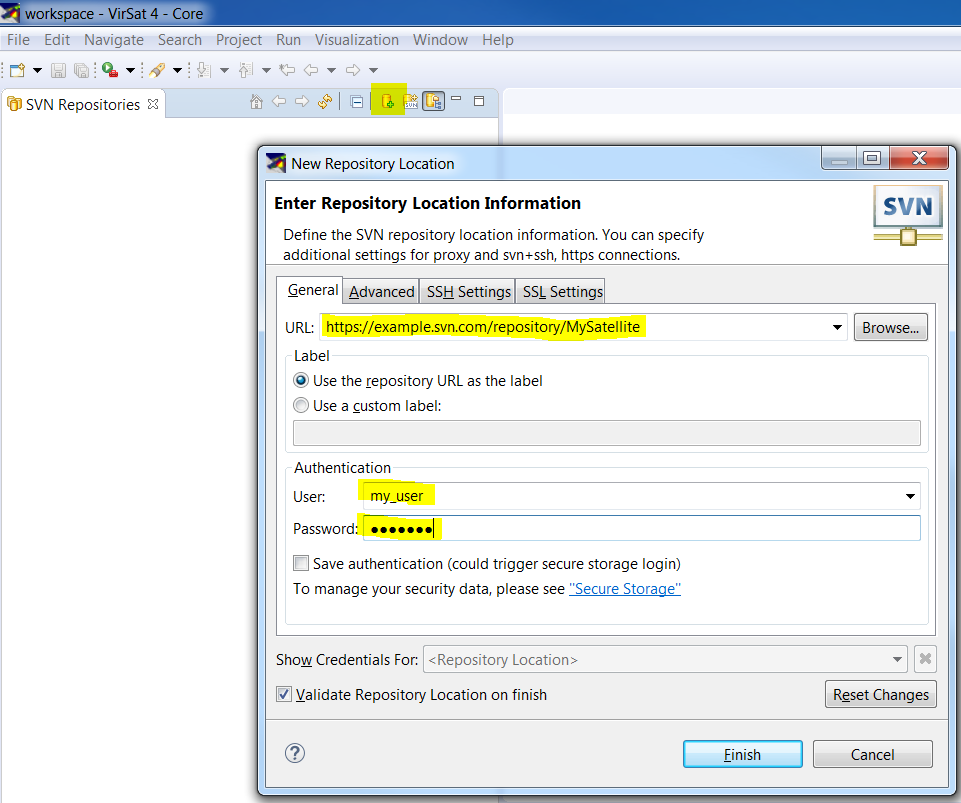 workspace - VirSat 4 - Core
File Edit Navigate Search Project Run Visualization Window Help
SVN Repositories
SVN
New Repository Location
Enter Repository Location Information
SVN
Define the SVN repository location information. You can specify
additional settings for proxy and svn+ssh, https connections.
General Advanced SSH Settings SSL Settings
URL: https://example.svn.com/repository/MySatellite Browse...
Label
Use the repository URL as the label
Use a custom label:
Authentication
User: my_user
Password: ●●●●●●●
Save authentication (could trigger secure storage login)
To manage your security data, please see "Secure Storage"
Show Credentials For: <Repository Location>
Validate Repository Location on finish Reset Changes
? Finish Cancel